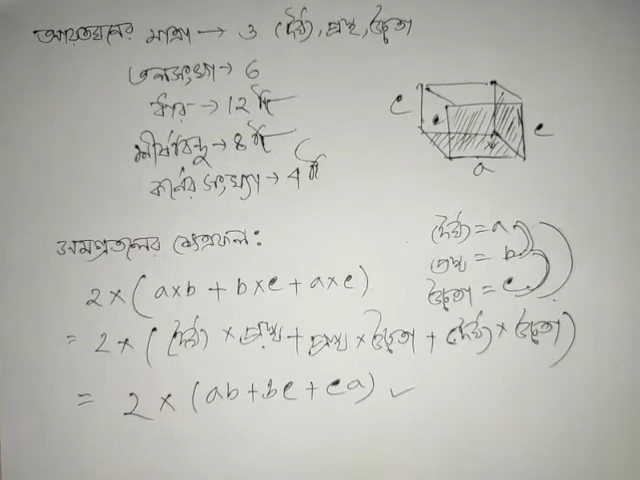 আয়তঘনের মাত্রা → ৩ (দৈর্ঘ্য, প্রস্থ, উচ্চতা
তলসংখ্যা → 6
ধার → 12 টি
শীর্ষবিন্দু → 8 টি
কর্ণের সংখ্যা → 4 টি
c
c
a
সমগ্রতলের ক্ষেত্রফল:
দৈর্ঘ্য = a
প্রস্থ = b
উচ্চতা = c
2 × (a×b + b×c + a×c)
= 2 × (দৈর্ঘ্য × প্রস্থ + প্রস্থ × উচ্চতা + দৈর্ঘ্য × উচ্চতা)
= 2 × (ab + bc + ca) ✓